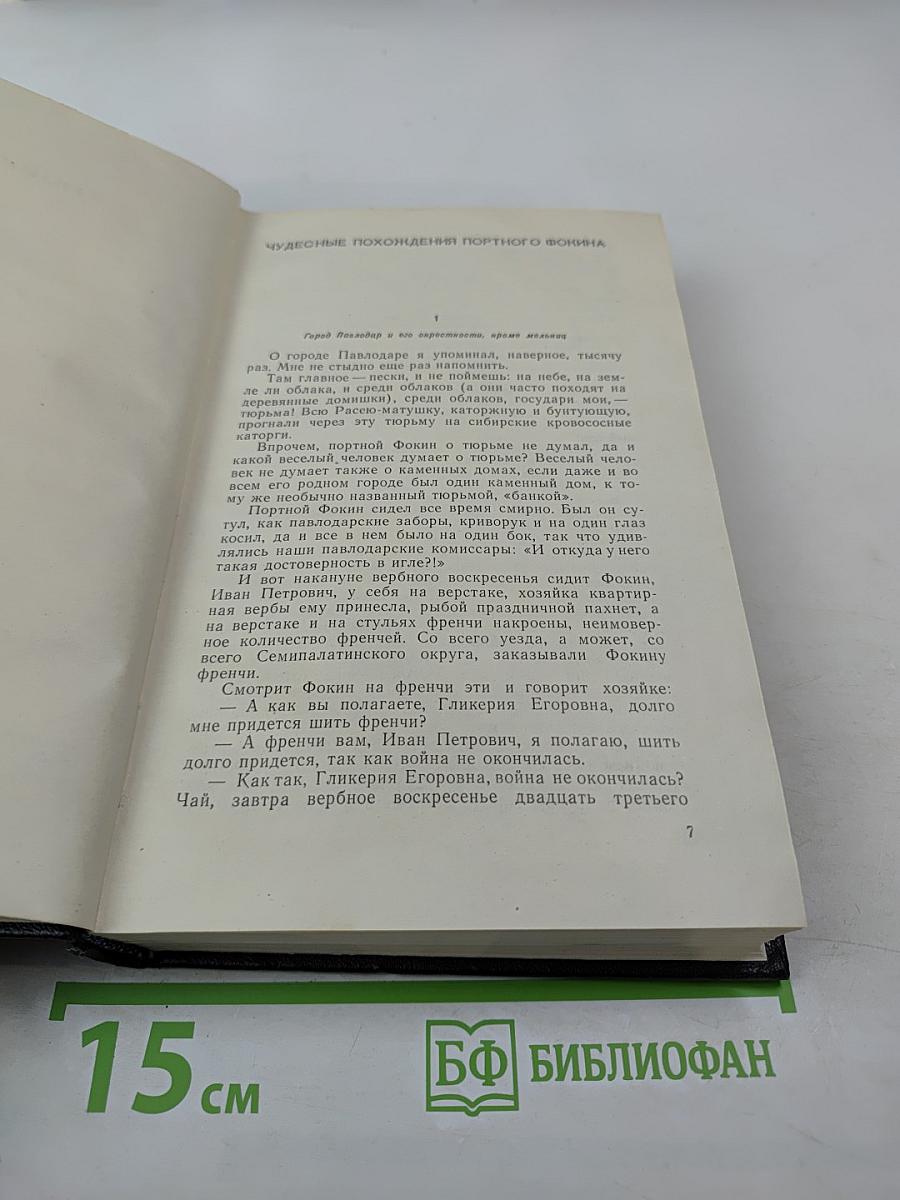 ЧУДЕСНЫЕ ПОХОЖДЕНИЯ ПОРТНОГО ФОКИНА
1
Город Павлодар и его окрестности, кроме мельниц
О городе Павлодаре я упоминал, наверное, тысячу
раз. Мне не стыдно еще раз напомнить.
Там главное — пески, и не поймешь: на небе, на зем-
ле ли облака, и среди облаков (а они часто походят на
деревянные домишки), среди облаков, государи мои, —
тюрьма! Всю Расею-матушку, каторжную и бунтующую,
прогнали через эту тюрьму на сибирские кровососные
каторги.
Впрочем, портной Фокин о тюрьме не думал, да и
какой веселый человек думает о тюрьме? Веселый чело-
век не думает также о каменных домах, если даже и во
всем его родном городе был один каменный дом, к то-
му же необычно названный тюрьмой, «банкой».
Портной Фокин сидел все время смирно. Был он су-
тул, как павлодарские заборы, криворук и на один глаз
косил, да и все в нем было на один бок, так что удив-
лялись наши павлодарские комиссары: «И откуда у него
такая достоверность в игле?!»
И вот накануне вербного воскресенья сидит Фокин,
Иван Петрович, у себя на верстаке, хозяйка квартир-
ная вербы ему принесла, рыбой праздничной пахнет, а
на верстаке и на стульях френчи накроены, неимовер-
ное количество френчей. Со всего уезда, а может, со
всего Семипалатинского округа, заказывали Фокину
френчи.
Смотрит Фокин на френчи эти и говорит хозяйке:
— А как вы полагаете, Гликерия Егоровна, долго
мне придется шить френчи?
— А френчи вам, Иван Петрович, я полагаю, шить
долго придется, так как война не окончилась.
— Как так, Гликерия Егоровна, война не окончилась?
Чай, завтра вербное воскресенье двадцать третьего
7
15 см
БФ БИБЛИОФАН